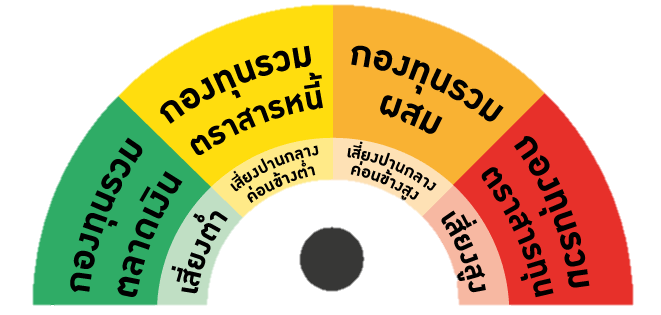 กองทุนรวม
ตลาดเงิน
เสี่ยงต่ำ
กองทุนรวม
ตราสารหนี้
เสี่ยงปานกลาง
ค่อนข้างต่ำ
กองทุนรวม
ผสม
เสี่ยงปานกลาง
ค่อนข้างสูง
กองทุนรวม
ตราสารทุน
เสี่ยงสูง